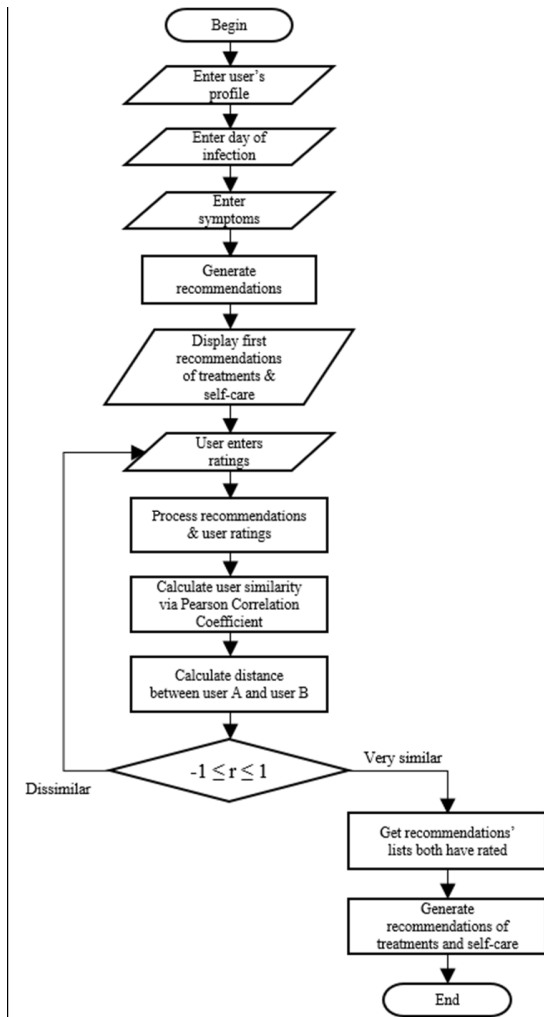 Begin
Enter user’s
profile
Enter day of
infection
Enter
symptoms
Generate
recommendations
Display first
recommendations
of treatments &
self-care
User enters
ratings
Process recommendations
& user ratings
Calculate user similarity
via Pearson Correlation
Coefficient
Calculate distance
between user A and user B
-1 ≤ r ≤ 1
Dissimilar
Very similar
Get recommendations’
lists both have rated
Generate
recommendations of
treatments and self-care
End